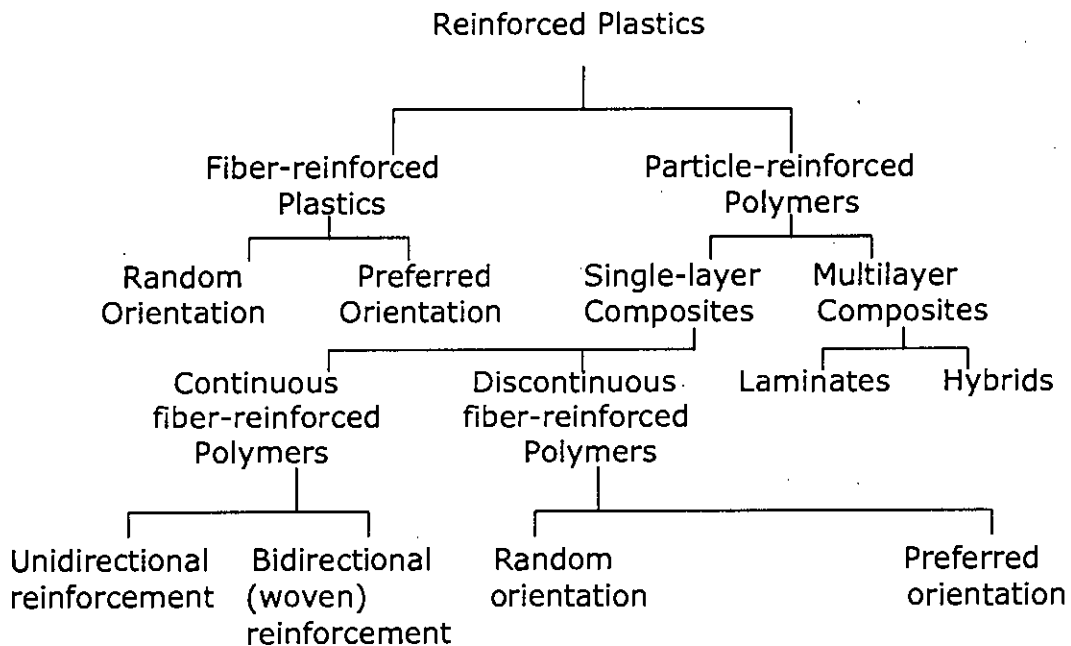 Reinforced Plastics
Fiber-reinforced
Plastics
Particle-reinforced
Polymers
Random
Orientation
Preferred
Orientation
Single-layer
Composites
Multilayer
Composites
Continuous
fiber-reinforced
Polymers
Discontinuous
fiber-reinforced
Polymers
Laminates
Hybrids
Unidirectional
reinforcement
Bidirectional
(woven)
reinforcement
Random
orientation
Preferred
orientation